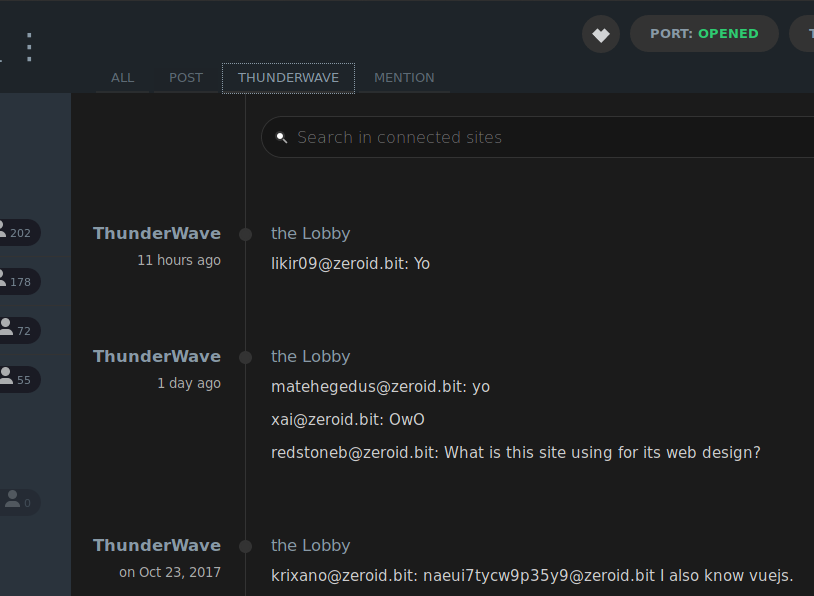 PORT: OPENED
ALL POST THUNDERWAVE MENTION
Search in connected sites
202
178
72
55
0
ThunderWave
11 hours ago
the Lobby
likir09@zeroid.bit: Yo
ThunderWave
1 day ago
the Lobby
matehegedus@zeroid.bit: yo
xai@zeroid.bit: OwO
redstoneb@zeroid.bit: What is this site using for its web design?
ThunderWave
on Oct 23, 2017
the Lobby
krixano@zeroid.bit: naeui7tycw9p35y9@zeroid.bit I also know vuejs.